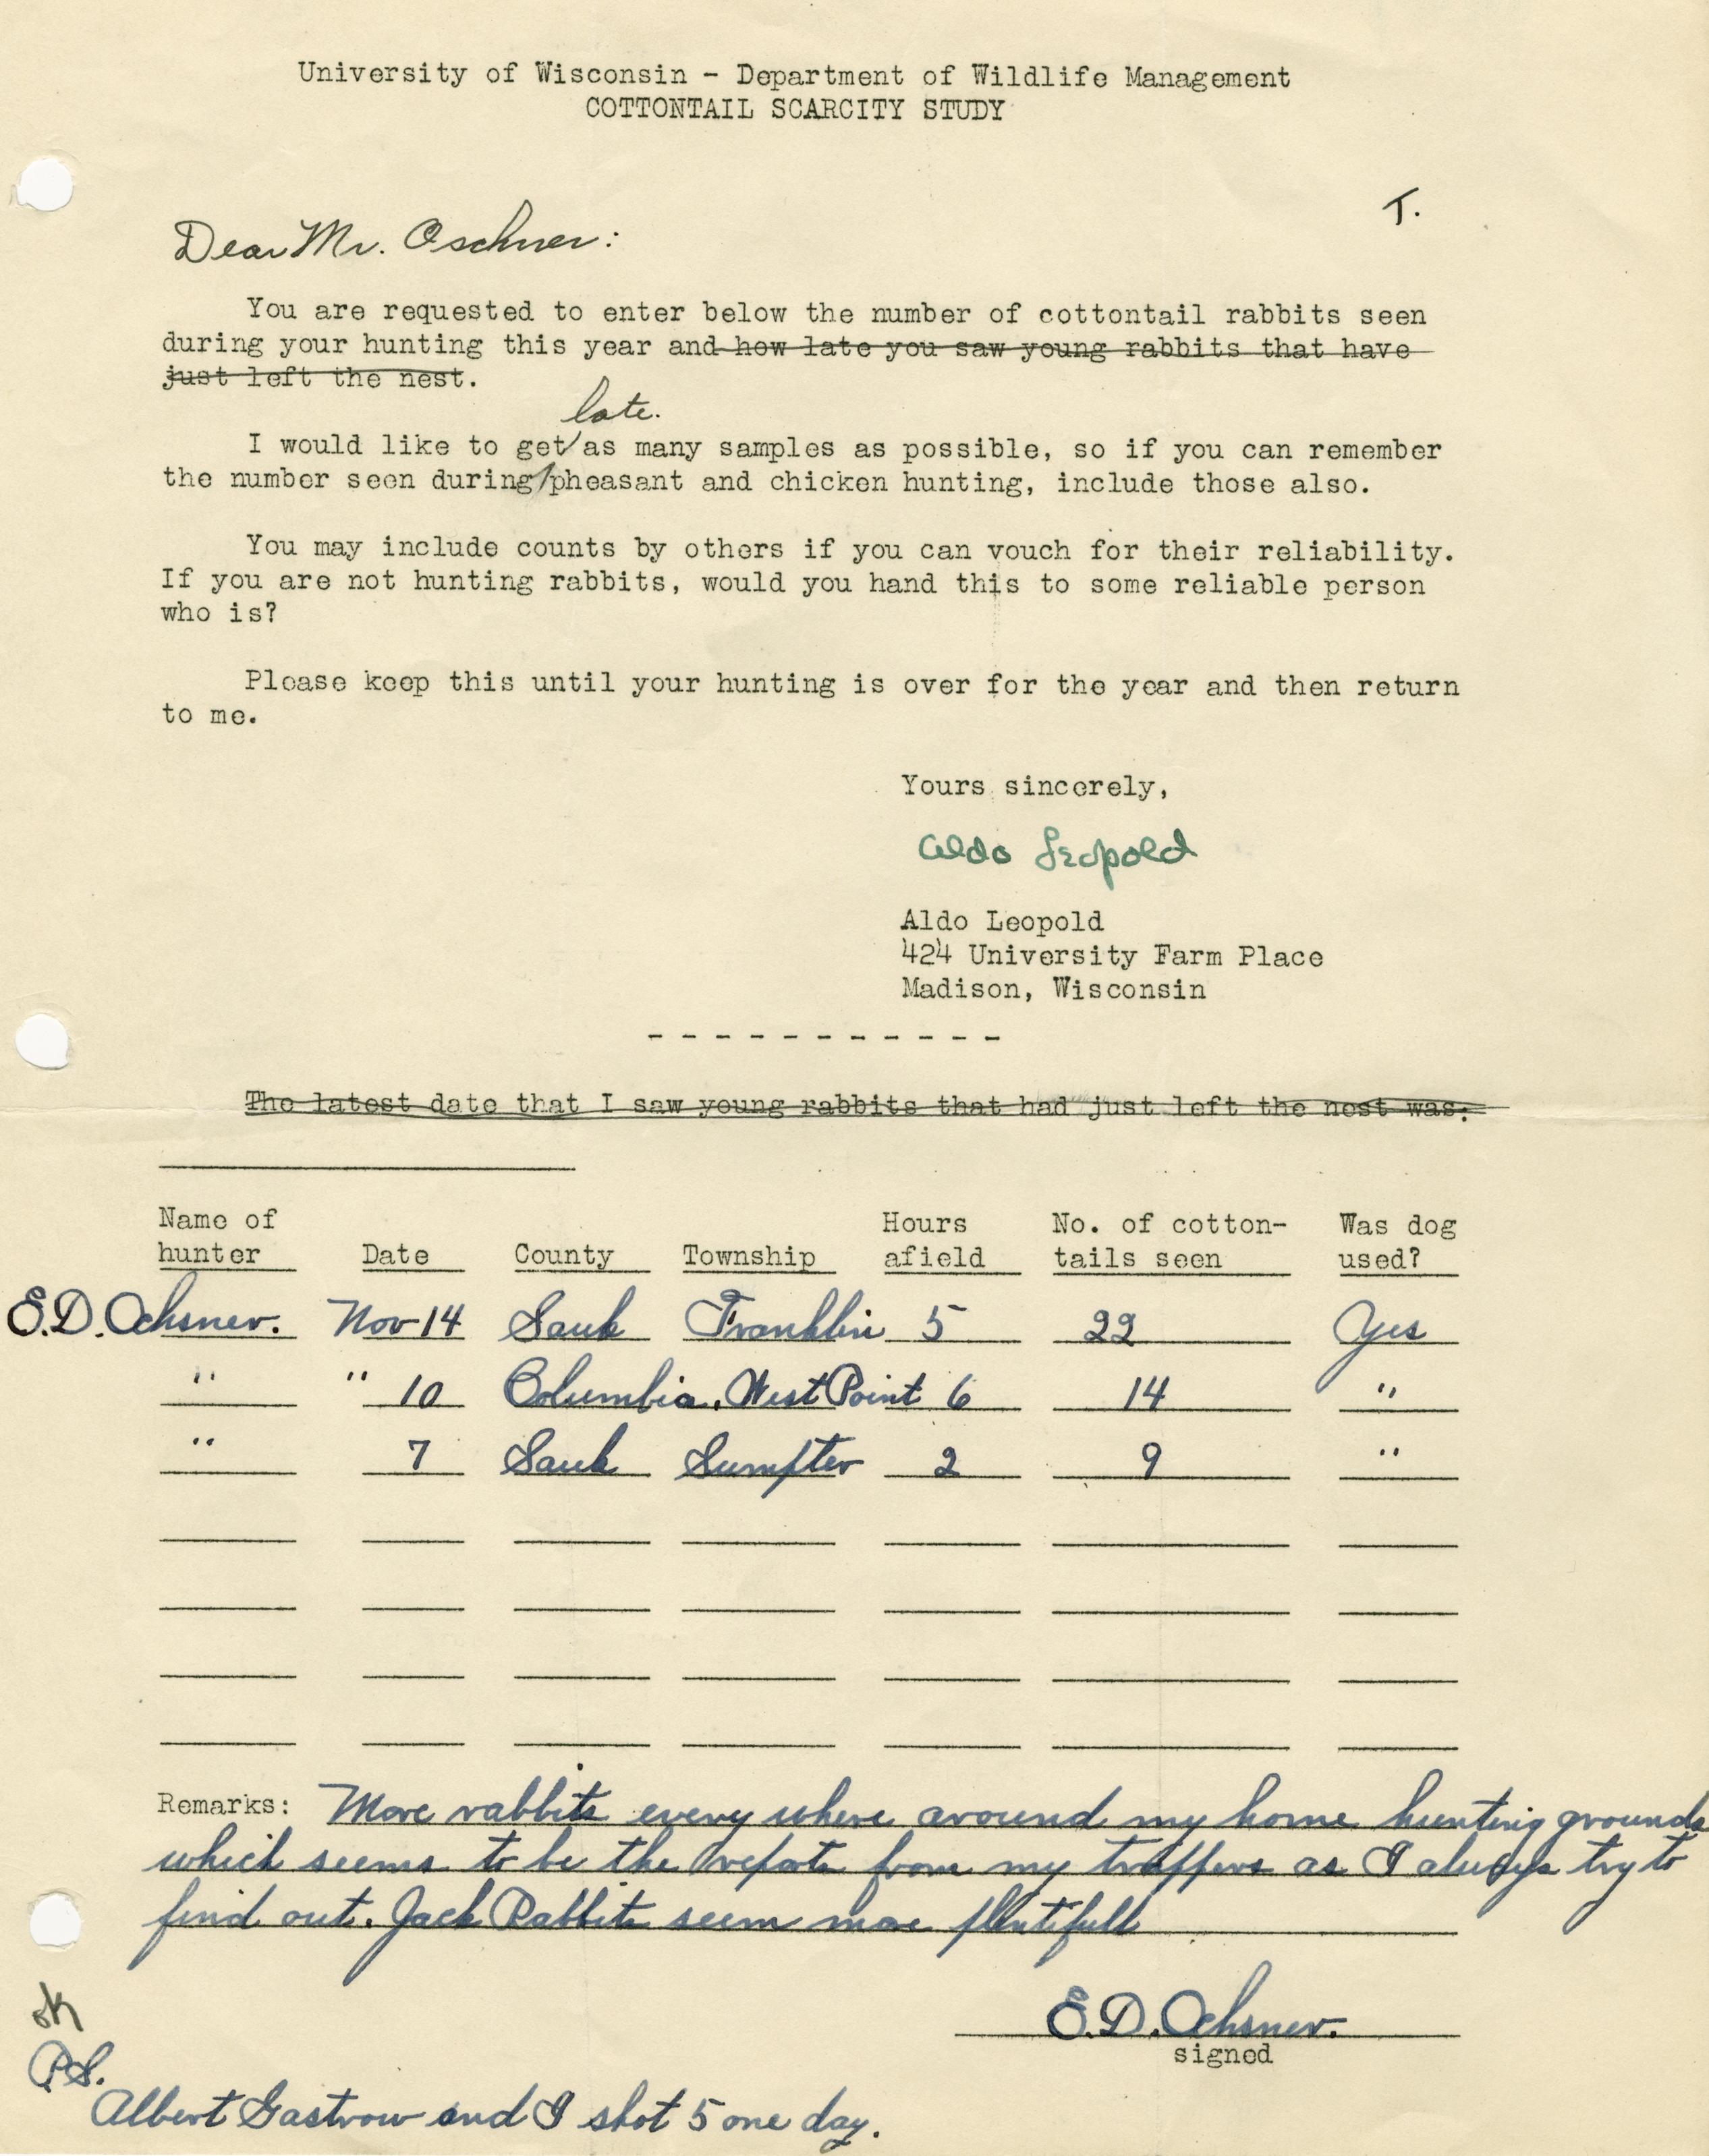 University of Wisconsin - Department of Wildlife Management
COTTONTAIL SCARCITY STUDY
T.
Dear Mr. Oschner:
You are requested to enter below the number of cottontail rabbits seen
during your hunting this year and how late you saw young rabbits that have
just left the nest.
late.
I would like to get as many samples as possible, so if you can remember
the number seen during pheasant and chicken hunting, include those also.
You may include counts by others if you can vouch for their reliability.
If you are not hunting rabbits, would you hand this to some reliable person
who is?
Please keep this until your hunting is over for the year and then return
to me.
Yours sincerely,
Aldo Leopold
Aldo Leopold
424 University Farm Place
Madison, Wisconsin
- - - - - - - - - - -
The latest date that I saw young rabbits that had just left the nest was:
Name of Hours No. of cotton- Was dog
hunter Date County Township afield tails seen used?
E.D. Ochsner. Nov 14 Sauk Franklin 5 22 Yes
" " 10 Columbia. West Point 6 14 "
" 7 Sauk Sumpter 2 9 "
Remarks: More rabbits every where around my home hunting grounds
which seems to be the reports from my trappers as I always try to
find out. Jack Rabbits seem more plentifull
E.D. Ochsner.
signed
OK
P.S.
Albert Gastrow and I shot 5 one day.